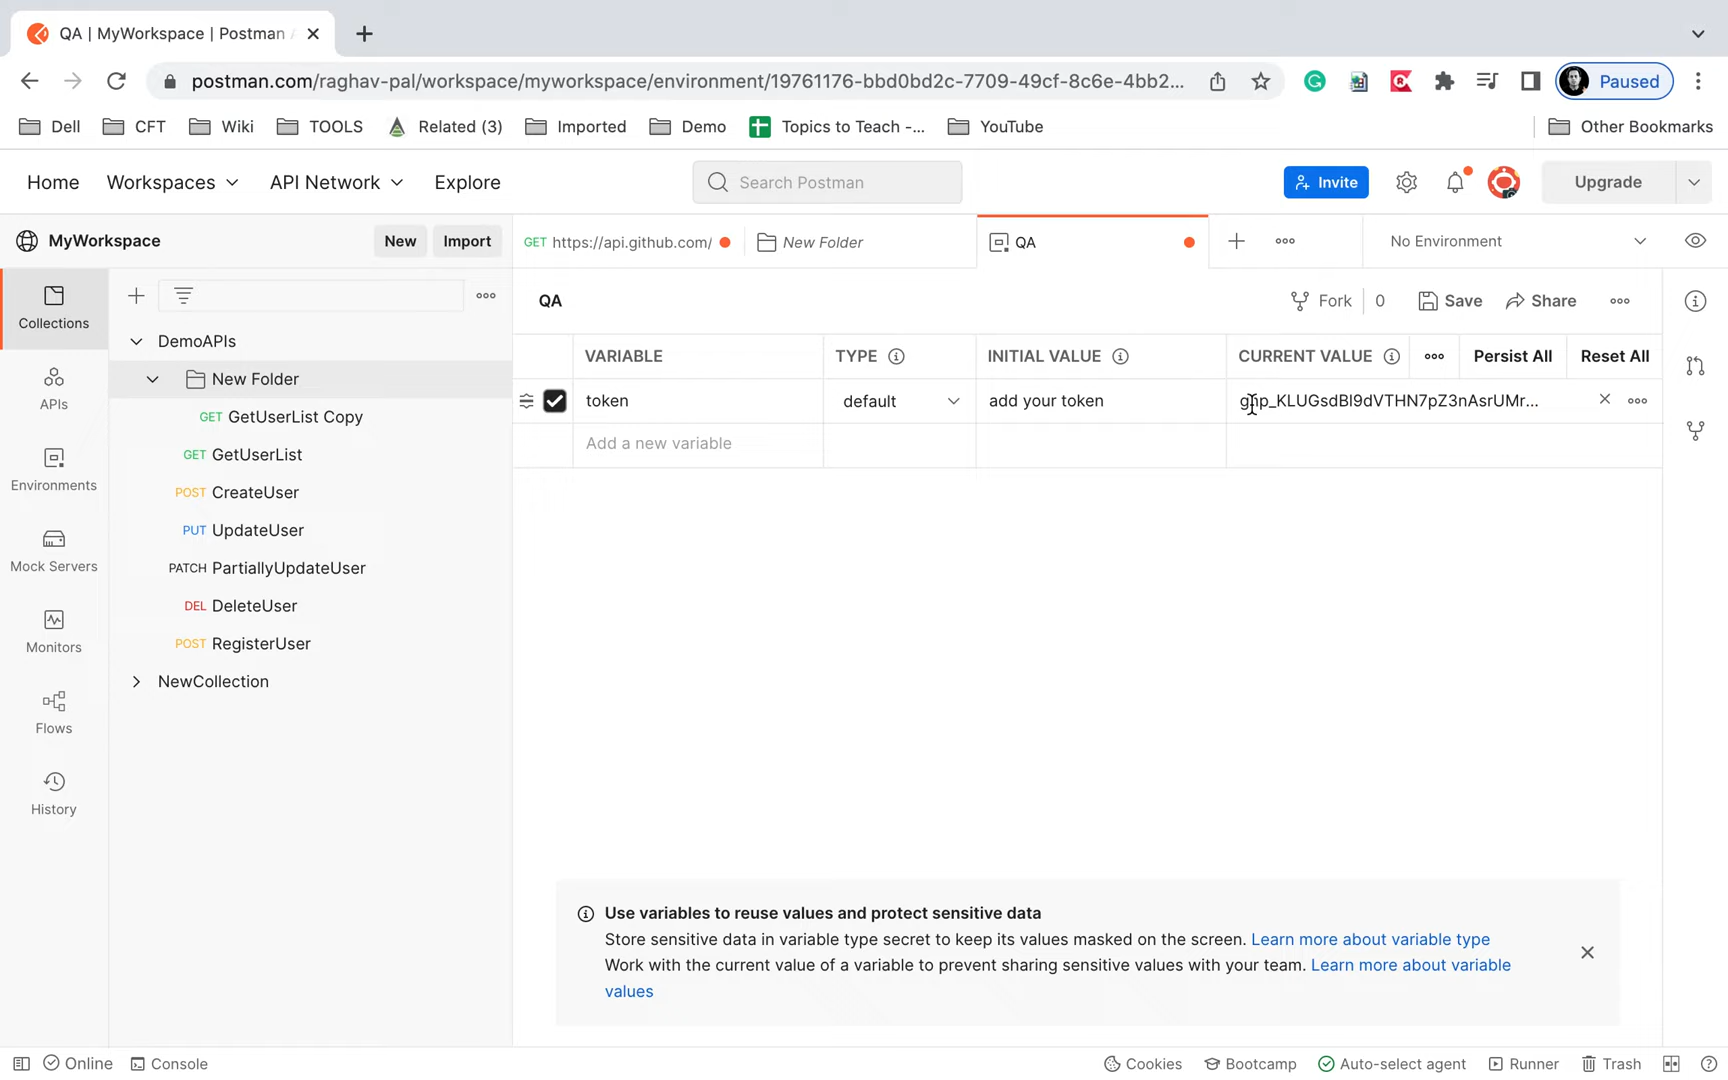 QA | MyWorkspace | Postman A
postman.com/raghav-pal/workspace/myworkspace/environment/19761176-bbd0bd2c-7709-49cf-8c6e-4bb2...
Paused
Dell
CFT
Wiki
TOOLS
Related (3)
Imported
Demo
Topics to Teach -...
YouTube
Other Bookmarks
Home
Workspaces
API Network
Explore
Search Postman
Invite
Upgrade
MyWorkspace
New
Import
GET https://api.github.com/
New Folder
QA
No Environment
Collections
APIs
Environments
Mock Servers
Monitors
Flows
History
DemoAPIs
New Folder
GET GetUserList Copy
GET GetUserList
POST CreateUser
PUT UpdateUser
PATCH PartiallyUpdateUser
DEL DeleteUser
POST RegisterUser
NewCollection
QA
Fork
0
Save
Share
VARIABLE
TYPE
INITIAL VALUE
CURRENT VALUE
Persist All
Reset All
token
default
add your token
Add a new variable
Use variables to reuse values and protect sensitive data
Store sensitive data in variable type secret to keep its values masked on the screen. Learn more about variable type
Work with the current value of a variable to prevent sharing sensitive values with your team. Learn more about variable
values
Online
Console
Cookies
Bootcamp
Auto-select agent
Runner
Trash